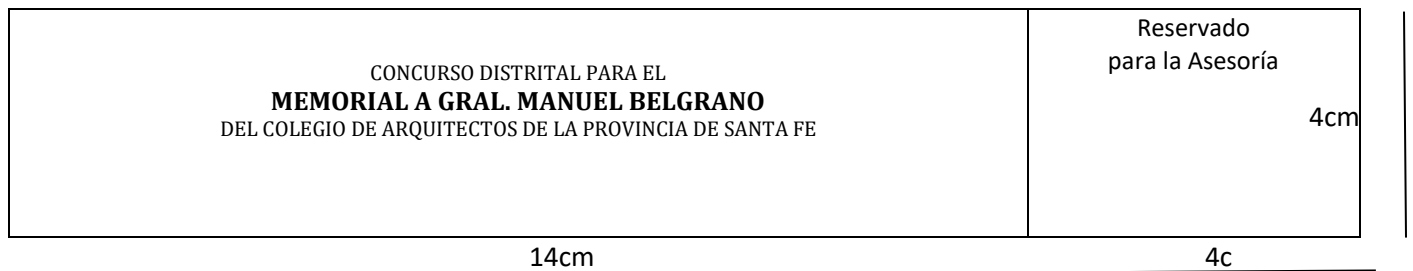 CONCURSO DISTRITAL PARA EL
MEMORIAL A GRAL. MANUEL BELGRANO
DEL COLEGIO DE ARQUITECTOS DE LA PROVINCIA DE SANTA FE
Reservado
para la Asesoría
4cm
14cm
4c